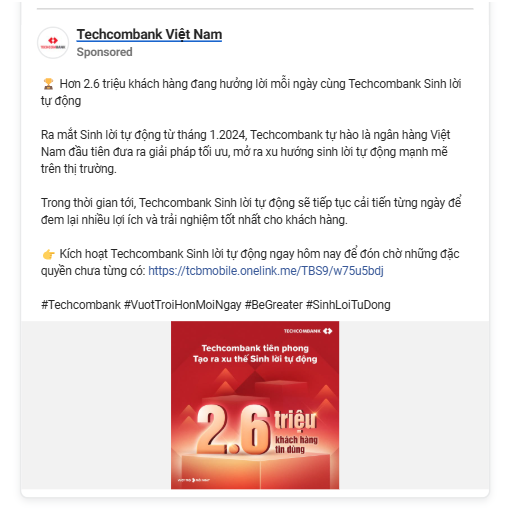 Techcombank Việt Nam
Sponsored
TECHCOMBANK
🏆 Hơn 2.6 triệu khách hàng đang hưởng lời mỗi ngày cùng Techcombank Sinh lời
tự động
Ra mắt Sinh lời tự động từ tháng 1.2024, Techcombank tự hào là ngân hàng Việt
Nam đầu tiên đưa ra giải pháp tối ưu, mở ra xu hướng sinh lời tự động mạnh mẽ
trên thị trường.
Trong thời gian tới, Techcombank Sinh lời tự động sẽ tiếp tục cải tiến từng ngày để
đem lại nhiều lợi ích và trải nghiệm tốt nhất cho khách hàng.
👉 Kích hoạt Techcombank Sinh lời tự động ngay hôm nay để đón chờ những đặc
quyền chưa từng có: https://tcbmobile.onelink.me/TBS9/w75u5bdj
#Techcombank #VuotTroiHonMoiNgay #BeGreater #SinhLoiTuDong
TECHCOMBANK
Techcombank tiên phong
Tạo ra xu thế Sinh lời tự động
2.6 triệu
khách hàng
tin dùng